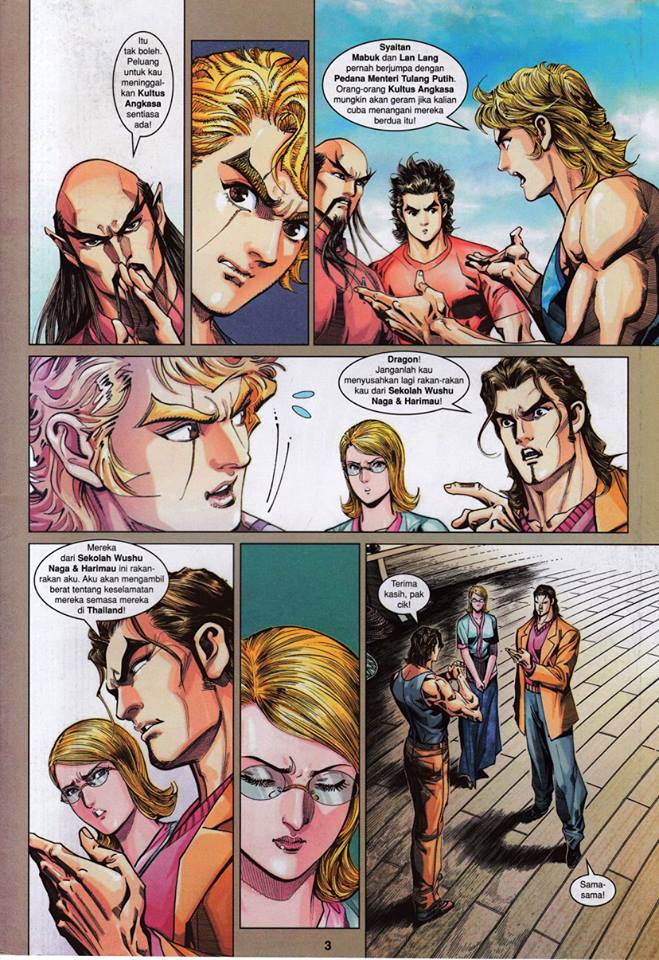 Itu
tak boleh.
Peluang
untuk kau
meninggal-
kan Kultus
Angkasa
sentiasa
ada!
Syaitan
Mabuk dan Lan Lang
pernah berjumpa dengan
Pedana Menteri Tulang Putih.
Orang-orang Kultus Angkasa
mungkin akan geram jika kalian
cuba menangani mereka
berdua itu!
Dragon!
Janganlah kau
menyusahkan lagi rakan-rakan
kau dari Sekolah Wushu
Naga & Harimau!
Mereka
dari Sekolah Wushu
Naga & Harimau ini rakan-
rakan aku. Aku akan mengambil
berat tentang keselamatan
mereka semasa mereka
di Thailand!
Terima
kasih, pak
cik!
Sama-
sama!
3